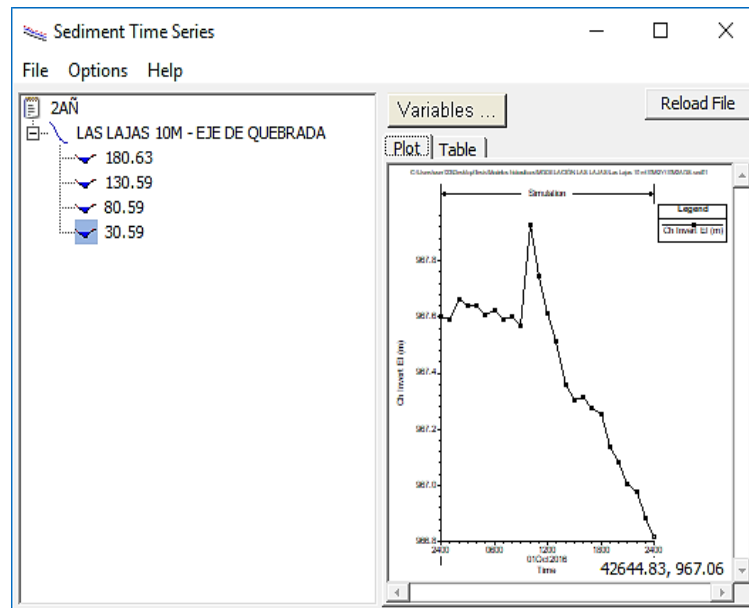 Sediment Time Series
File Options Help
2AÑ
LAS LAJAS 10M - EJE DE QUEBRADA
180.63
130.59
80.59
30.59
Variables ...
Reload File
Plot Table
Simulation
Legend
Ch Invert El (m)
967.8
967.6
967.4
967.2
967.0
966.8
Ch Invert El (m)
2400 0600 1200 1800 2400
01Oct2016
Time
42644.83, 967.06